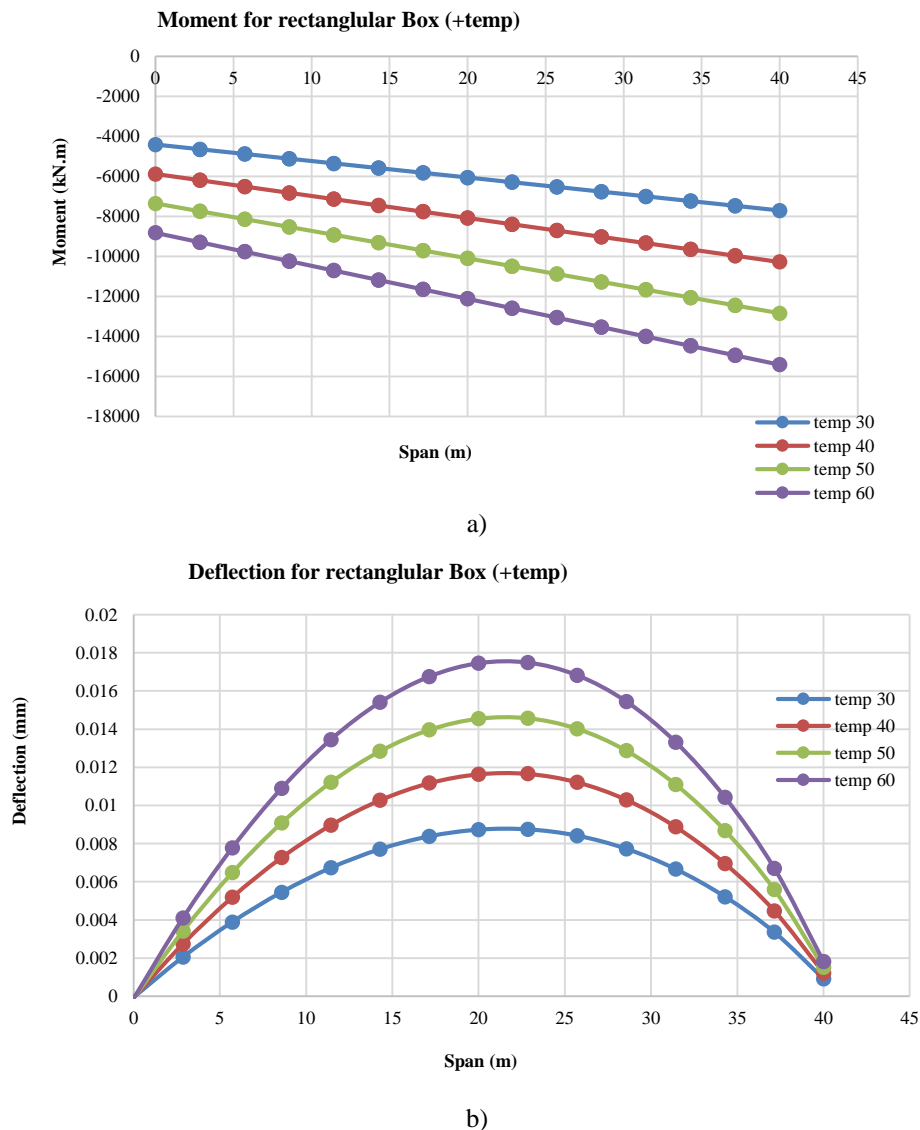 Moment for rectanglular Box (+temp)
0
0 5 10 15 20 25 30 35 40 45
-2000
-4000
-6000
-8000
-10000
-12000
-14000
-16000
-18000
Moment (kN.m)
Span (m)
temp 30
temp 40
temp 50
temp 60
a)
Deflection for rectanglular Box (+temp)
0.02
0.018
0.016
0.014
0.012
0.01
0.008
0.006
0.004
0.002
0
Deflection (mm)
temp 30
temp 40
temp 50
temp 60
0 5 10 15 20 25 30 35 40 45
Span (m)
b)